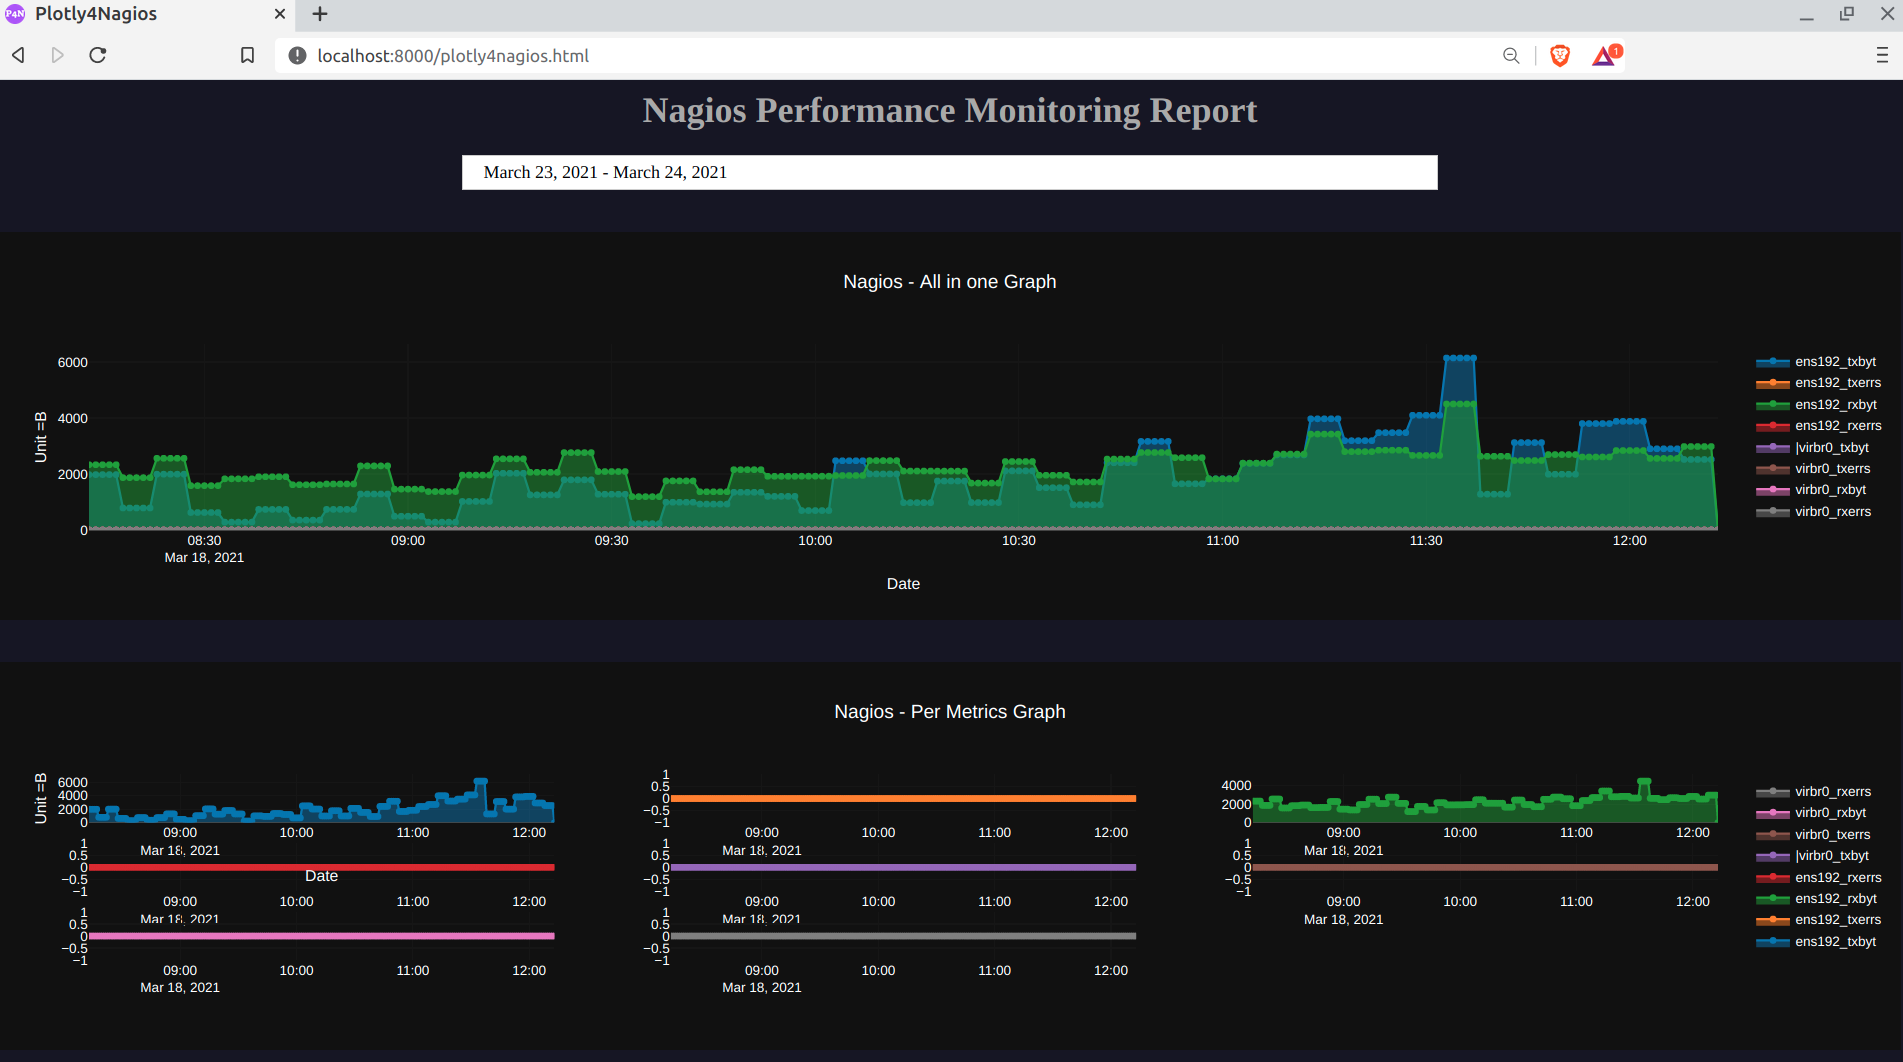 P4N Plotly4Nagios
localhost:8000/plotly4nagios.html
1
Nagios Performance Monitoring Report
March 23, 2021 - March 24, 2021
Nagios - All in one Graph
Unit =B
6000
4000
2000
0
08:30 09:00 09:30 10:00 10:30 11:00 11:30 12:00
Mar 18, 2021
Date
ens192_txbyt
ens192_txerrs
ens192_rxbyt
ens192_rxerrs
|virbr0_txbyt
virbr0_txerrs
virbr0_rxbyt
virbr0_rxerrs
Nagios - Per Metrics Graph
Unit =B
6000
4000
2000
0
09:00 10:00 11:00 12:00
Mar 18, 2021
1
0.5
0
−0.5
−1
09:00 10:00 11:00 12:00
Mar 18, 2021
4000
2000
0
09:00 10:00 11:00 12:00
Mar 18, 2021
1
0.5
0
−0.5
−1
Date
09:00 10:00 11:00 12:00
Mar 18, 2021
1
0.5
0
−0.5
−1
09:00 10:00 11:00 12:00
Mar 18, 2021
1
0.5
0
−0.5
−1
09:00 10:00 11:00 12:00
Mar 18, 2021
1
0.5
0
−0.5
−1
09:00 10:00 11:00 12:00
Mar 18, 2021
1
0.5
0
−0.5
−1
09:00 10:00 11:00 12:00
Mar 18, 2021
virbr0_rxerrs
virbr0_rxbyt
virbr0_txerrs
|virbr0_txbyt
ens192_rxerrs
ens192_rxbyt
ens192_txerrs
ens192_txbyt